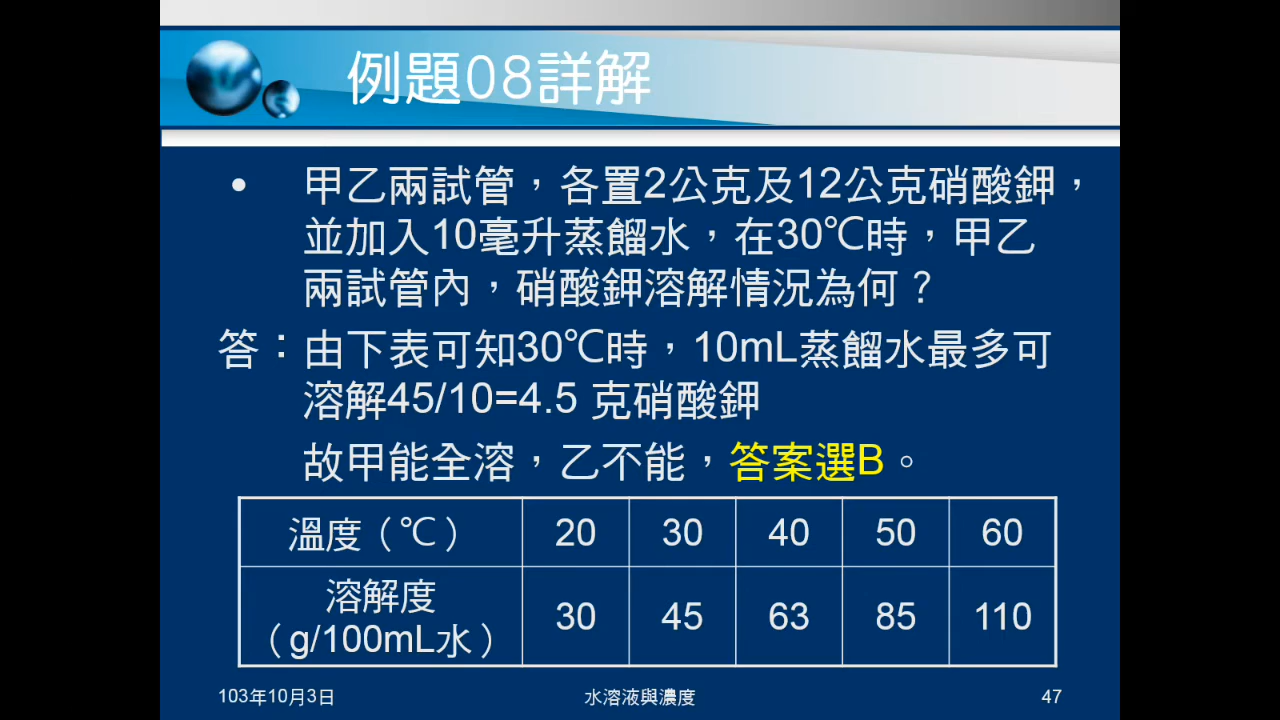 例題08詳解
• 甲乙兩試管，各置2公克及12公克硝酸鉀，
並加入10毫升蒸餾水，在30℃時，甲乙
兩試管內，硝酸鉀溶解情況為何？
答：由下表可知30℃時，10mL蒸餾水最多可
溶解45/10=4.5 克硝酸鉀
故甲能全溶，乙不能，答案選B。
溫度（℃） 20 30 40 50 60
溶解度
（g/100mL水） 30 45 63 85 110
103年10月3日 水溶液與濃度 47